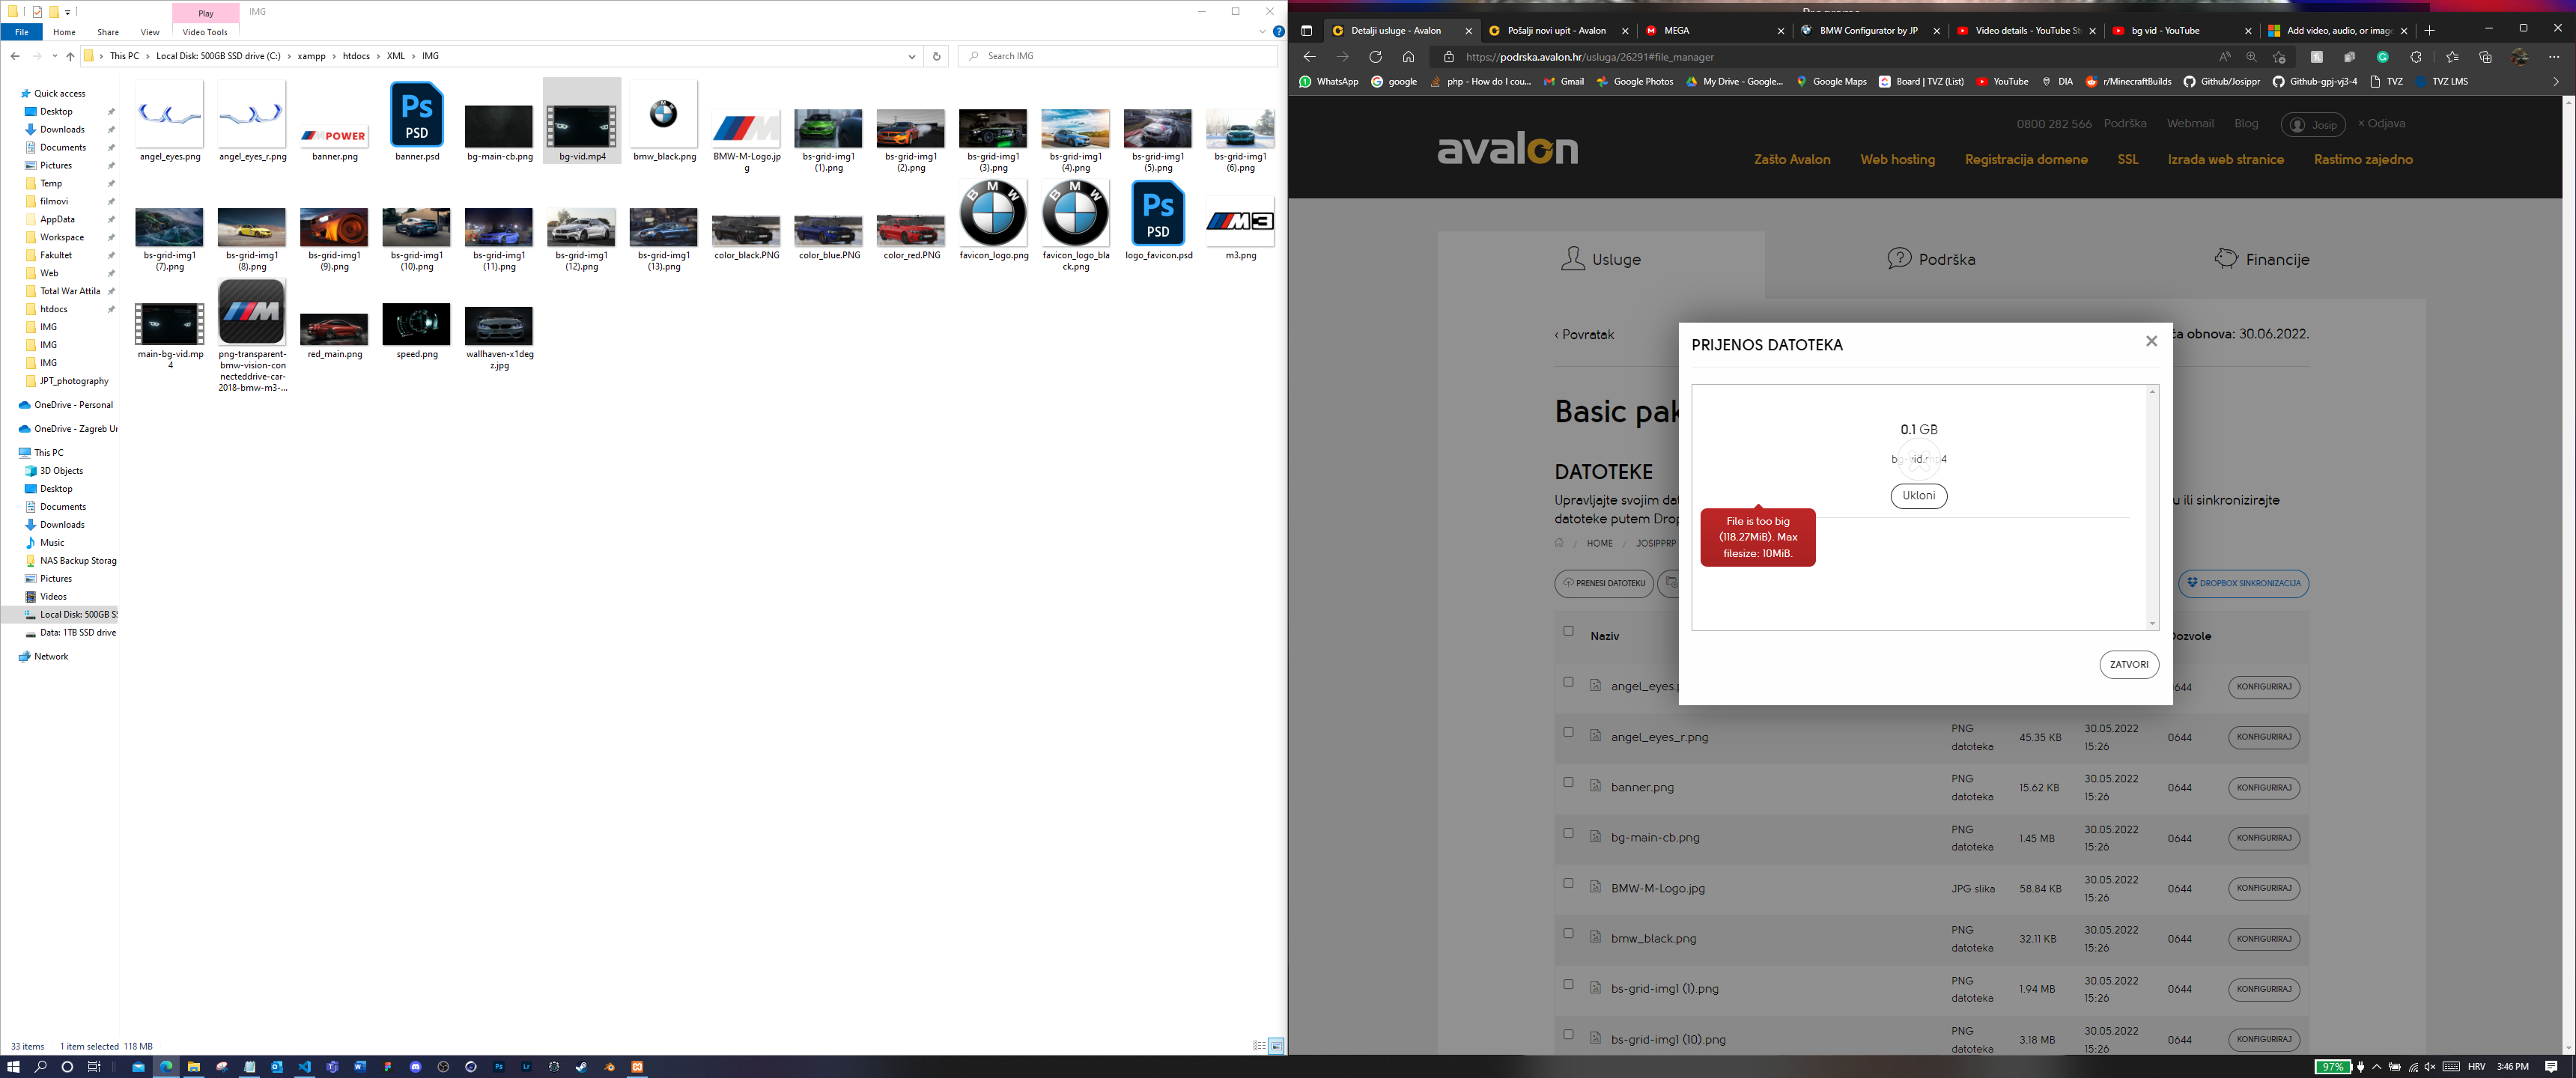 Play
IMG
File
Home
Share
View
Video Tools
This PC
Local Disk: 500GB SSD drive (C:)
xampp
htdocs
XML
IMG
Search IMG
Quick access
Desktop
Downloads
Documents
Pictures
Temp
filmovi
AppData
Workspace
Fakultet
Web
Total War Attila
htdocs
IMG
IMG
IMG
JPT_photography
OneDrive - Personal
OneDrive - Zagreb Ur
This PC
3D Objects
Desktop
Documents
Downloads
Music
NAS Backup Storag
Pictures
Videos
Local Disk: 500GB SS
Data: 1TB SSD drive
Network
angel_eyes.png
angel_eyes_r.png
banner.png
banner.psd
bg-main-cb.png
bg-vid.mp4
bmw_black.png
BMW-M-Logo.jp
g
bs-grid-img1
(1).png
bs-grid-img1
(2).png
bs-grid-img1
(3).png
bs-grid-img1
(4).png
bs-grid-img1
(5).png
bs-grid-img1
(6).png
bs-grid-img1
(7).png
bs-grid-img1
(8).png
bs-grid-img1
(9).png
bs-grid-img1
(10).png
bs-grid-img1
(11).png
bs-grid-img1
(12).png
bs-grid-img1
(13).png
color_black.PNG
color_blue.PNG
color_red.PNG
favicon_logo.png
favicon_logo_bla
ck.png
logo_favicon.psd
m3.png
main-bg-vid.mp
4
png-transparent-
bmw-vision-con
necteddrive-car-
2018-bmw-m3-...
red_main.png
speed.png
wallhaven-x1deg
z.jpg
MPOWER
Ps
PSD
BMW
BMW
Ps
PSD
M3
M
33 items
1 item selected 118 MB
Detalji usluge - Avalon
Pošalji novi upit - Avalon
MEGA
BMW Configurator by JP
Video details - YouTube St
bg vid - YouTube
Add video, audio, or image
https://podrska.avalon.hr/usluga/26291#file_manager
WhatsApp
google
php - How do I cou...
Gmail
Google Photos
My Drive - Google...
Google Maps
Board | TVZ (List)
YouTube
DIA
r/MinecraftBuilds
Github/Josippr
Github-gpj-vj3-4
TVZ
TVZ LMS
avalon
0800 282 566
Podrška
Webmail
Blog
Josip
× Odjava
Zašto Avalon
Web hosting
Registracija domene
SSL
Izrada web stranice
Rastimo zajedno
Usluge
Podrška
Financije
‹ Povratak
ća obnova: 30.06.2022.
Basic pak
DATOTEKE
Upravljajte svojim dat
u ili sinkronizirajte
datoteke putem Drop
/ HOME / JOSIPPRP
PRENESI DATOTEKU
DROPBOX SINKRONIZACIJA
PRIJENOS DATOTEKA
×
0.1 GB
bg-vid.mp4
Ukloni
File is too big
(118.27MiB). Max
filesize: 10MiB.
ZATVORI
Naziv
Dozvole
angel_eyes.p
0644
KONFIGURIRAJ
angel_eyes_r.png
PNG
datoteka
45.35 KB
30.05.2022
15:26
0644
KONFIGURIRAJ
banner.png
PNG
datoteka
15.62 KB
30.05.2022
15:26
0644
KONFIGURIRAJ
bg-main-cb.png
PNG
datoteka
1.45 MB
30.05.2022
15:26
0644
KONFIGURIRAJ
BMW-M-Logo.jpg
JPG slika
58.84 KB
30.05.2022
15:26
0644
KONFIGURIRAJ
bmw_black.png
PNG
datoteka
32.11 KB
30.05.2022
15:26
0644
KONFIGURIRAJ
bs-grid-img1 (1).png
PNG
datoteka
1.94 MB
30.05.2022
15:26
0644
KONFIGURIRAJ
bs-grid-img1 (10).png
PNG
datoteka
3.18 MB
30.05.2022
15:26
0644
KONFIGURIRAJ
97%
HRV
3:46 PM